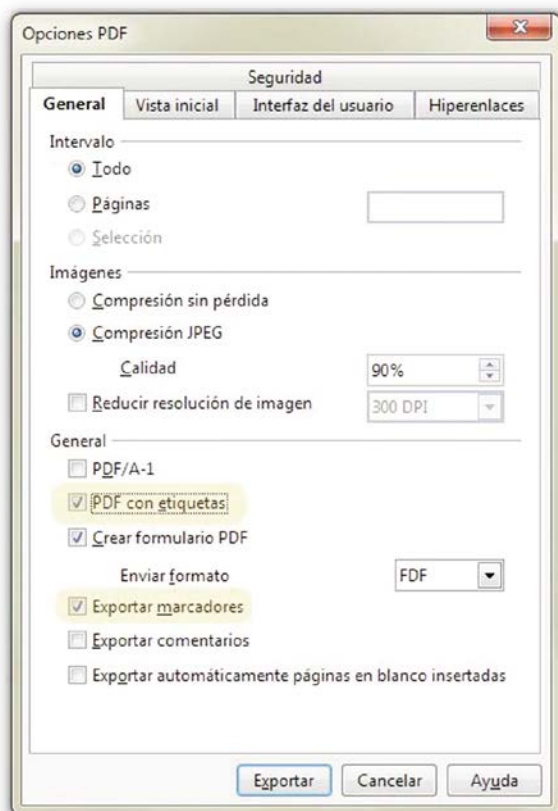 Opciones PDF
Seguridad
General Vista inicial Interfaz del usuario Hiperenlaces
Intervalo
Todo
Páginas
Selección
Imágenes
Compresión sin pérdida
Compresión JPEG
Calidad 90%
Reducir resolución de imagen 300 DPI
General
PDF/A-1
PDF con etiquetas
Crear formulario PDF
Enviar formato FDF
Exportar marcadores
Exportar comentarios
Exportar automáticamente páginas en blanco insertadas
Exportar Cancelar Ayuda